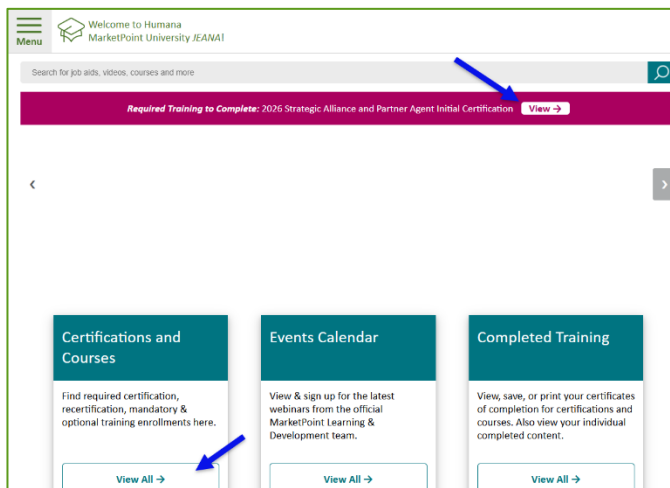 Welcome to Humana
MarketPoint University JEANA!
Menu
Search for job aids, videos, courses and more
Required Training to Complete: 2026 Strategic Alliance and Partner Agent Initial Certification View →
Certifications and
Courses
Find required certification,
recertification, mandatory &
optional training enrollments here.
View All →
Events Calendar
View & sign up for the latest
webinars from the official
MarketPoint Learning &
Development team.
View All →
Completed Training
View, save, or print your certificates
of completion for certifications and
courses. Also view your individual
completed content.
View All →